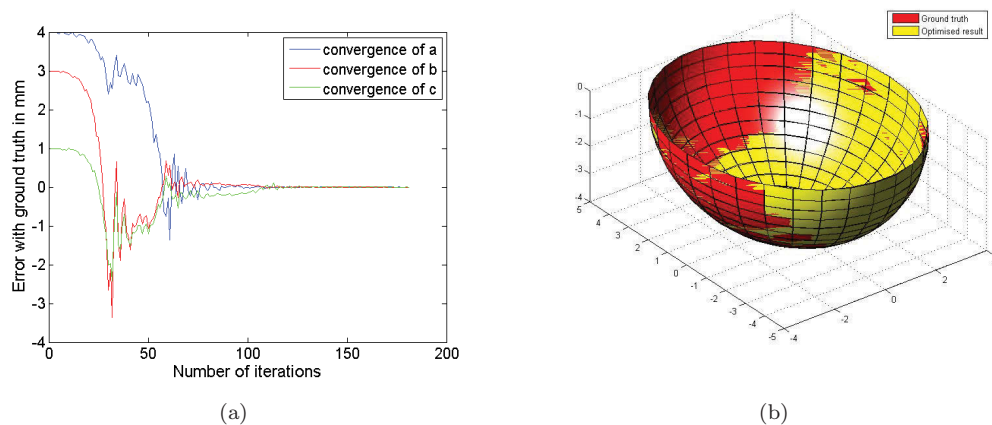 4
3
2
1
0
-1
-2
-3
-4
Error with ground truth in mm
convergence of a
convergence of b
convergence of c
0 50 100 150 200
Number of iterations
(a)
Ground truth
Optimised result
0
-1
-2
-3
-4
5
4
3
2
1
0
-1
-2
-3
-4
-5
-4
-2
0
2
(b)